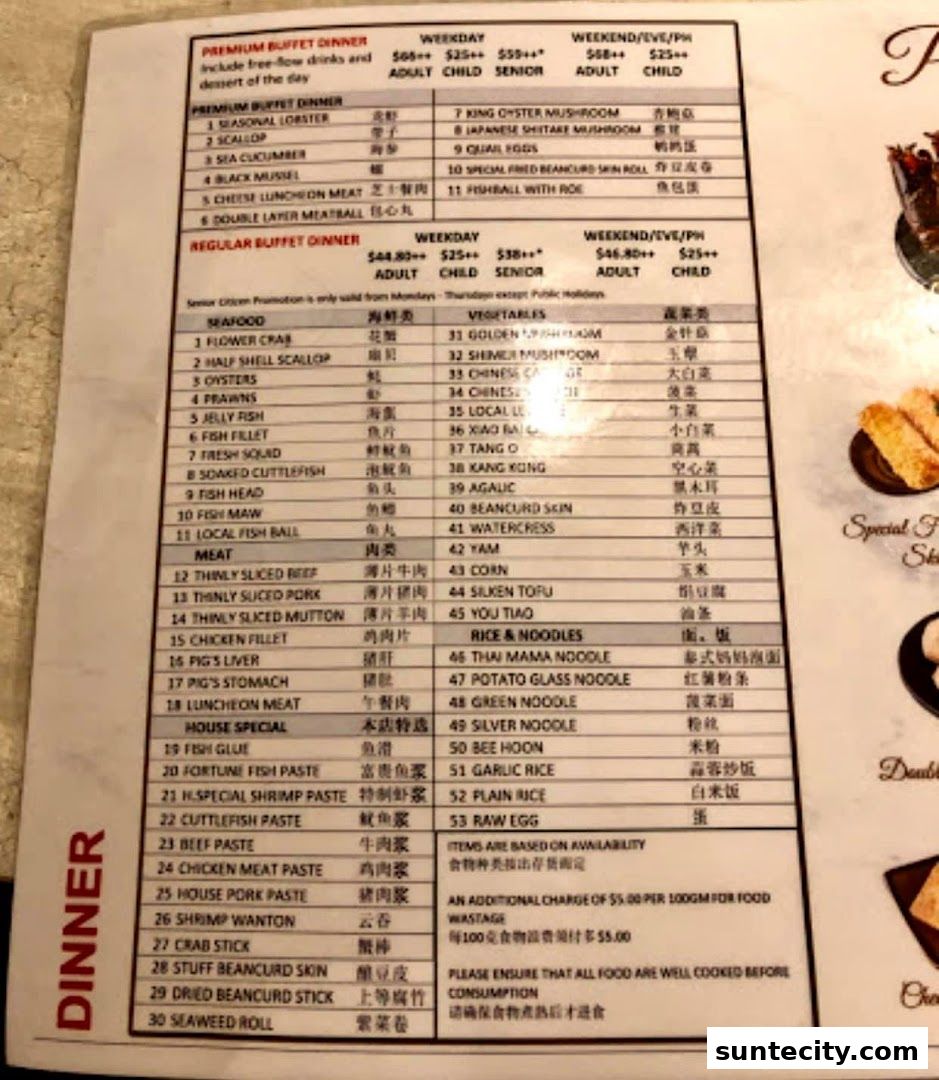 PREMIUM BUFFET DINNER WEEKDAY WEEKEND/EVE/PH
Include free-flow drinks and $66++ $25++ $59++* $68++ $25++
dessert of the day ADULT CHILD SENIOR ADULT CHILD
PREMIUM BUFFET DINNER
1 SEASONAL LOBSTER 龙虾 7 KING OYSTER MUSHROOM 杏鲍菇
2 SCALLOP 带子 8 JAPANESE SHIITAKE MUSHROOM
3 SEA CUCUMBER 海参 9 QUAIL EGGS 鹌鹑蛋
4 BLACK MUSSEL 10 SPECIAL FRIED BEANCURD SKIN ROLL 炸豆皮卷
5 CHEESE LUNCHEON MEAT 芝士餐肉 11 FISHBALL WITH ROE 鱼包蛋
6 DOUBLE LAYER MEATBALL 包心丸
REGULAR BUFFET DINNER WEEKDAY WEEKEND/EVE/PH
$44.80++ $25++ $38++* $46.80++ $25++
ADULT CHILD SENIOR ADULT CHILD
Senior Citizen Promotion is only valid from Mondays - Thursdays except Public Holidays
SEAFOOD 海鲜类 VEGETABLES 蔬菜类
1 FLOWER CRAB 花蟹 31 GOLDEN MUSHROOM 金针菇
2 HALF SHELL SCALLOP 扇贝 32 SHIMEJI MUSHROOM 玉蕈
3 OYSTERS 蚝 33 CHINESE 大白菜
4 PRAWNS 虾 34 CHINESE 菠菜
5 JELLY FISH 海蜇 35 LOCAL 生菜
6 FISH FILLET 鱼片 36 XIAO 小白菜
7 FRESH SQUID 鲜鱿鱼 37 TANG O 茼蒿
8 SOAKED CUTTLEFISH 泡鱿鱼 38 KANG KONG 空心菜
9 FISH HEAD 鱼头 39 AGALIC 黑木耳
10 FISH MAW 鱼鳔 40 BEANCURD SKIN 炸豆皮
11 LOCAL FISH BALL 鱼丸 41 WATERCRESS 西洋菜
MEAT 肉类 42 YAM 芋头
12 THINLY SLICED BEEF 薄片牛肉 43 CORN 玉米
13 THINLY SLICED PORK 薄片猪肉 44 SILKEN TOFU 绢豆腐
14 THINLY SLICED MUTTON 薄片羊肉 45 YOU TIAO 油条
15 CHICKEN FILLET 鸡肉片 RICE & NOODLES 面、饭
16 PIG'S LIVER 猪肝 46 THAI MAMA NOODLE 泰式妈妈泡面
17 PIG'S STOMACH 猪肚 47 POTATO GLASS NOODLE 红薯粉条
18 LUNCHEON MEAT 午餐肉 48 GREEN NOODLE 菠菜面
HOUSE SPECIAL 本店特选 49 SILVER NOODLE 粉丝
19 FISH GLUE 鱼滑 50 BEE HOON 米粉
20 FORTUNE FISH PASTE 富贵鱼浆 51 GARLIC RICE 蒜蓉炒饭
21 H.SPECIAL SHRIMP PASTE 特制虾浆 52 PLAIN RICE 白米饭
22 CUTTLEFISH PASTE 鱿鱼浆 53 RAW EGG 蛋
23 BEEF PASTE 牛肉浆 ITEMS ARE BASED ON AVAILABILITY
24 CHICKEN MEAT PASTE 鸡肉浆 食物种类按出存货而定
25 HOUSE PORK PASTE 猪肉浆 AN ADDITIONAL CHARGE OF $5.00 PER 100GM FOR FOOD
26 SHRIMP WANTON 云吞 WASTAGE
27 CRAB STICK 蟹棒 每100克食物浪费须付多$5.00
28 STUFF BEANCURD SKIN 酿豆皮 PLEASE ENSURE THAT ALL FOOD ARE WELL COOKED BEFORE
29 DRIED BEANCURD STICK 上等腐竹 CONSUMPTION
30 SEAWEED ROLL 紫菜卷 请确保食物煮熟后才进食
DINNER
Special
Doubl
Che
suntecity.com